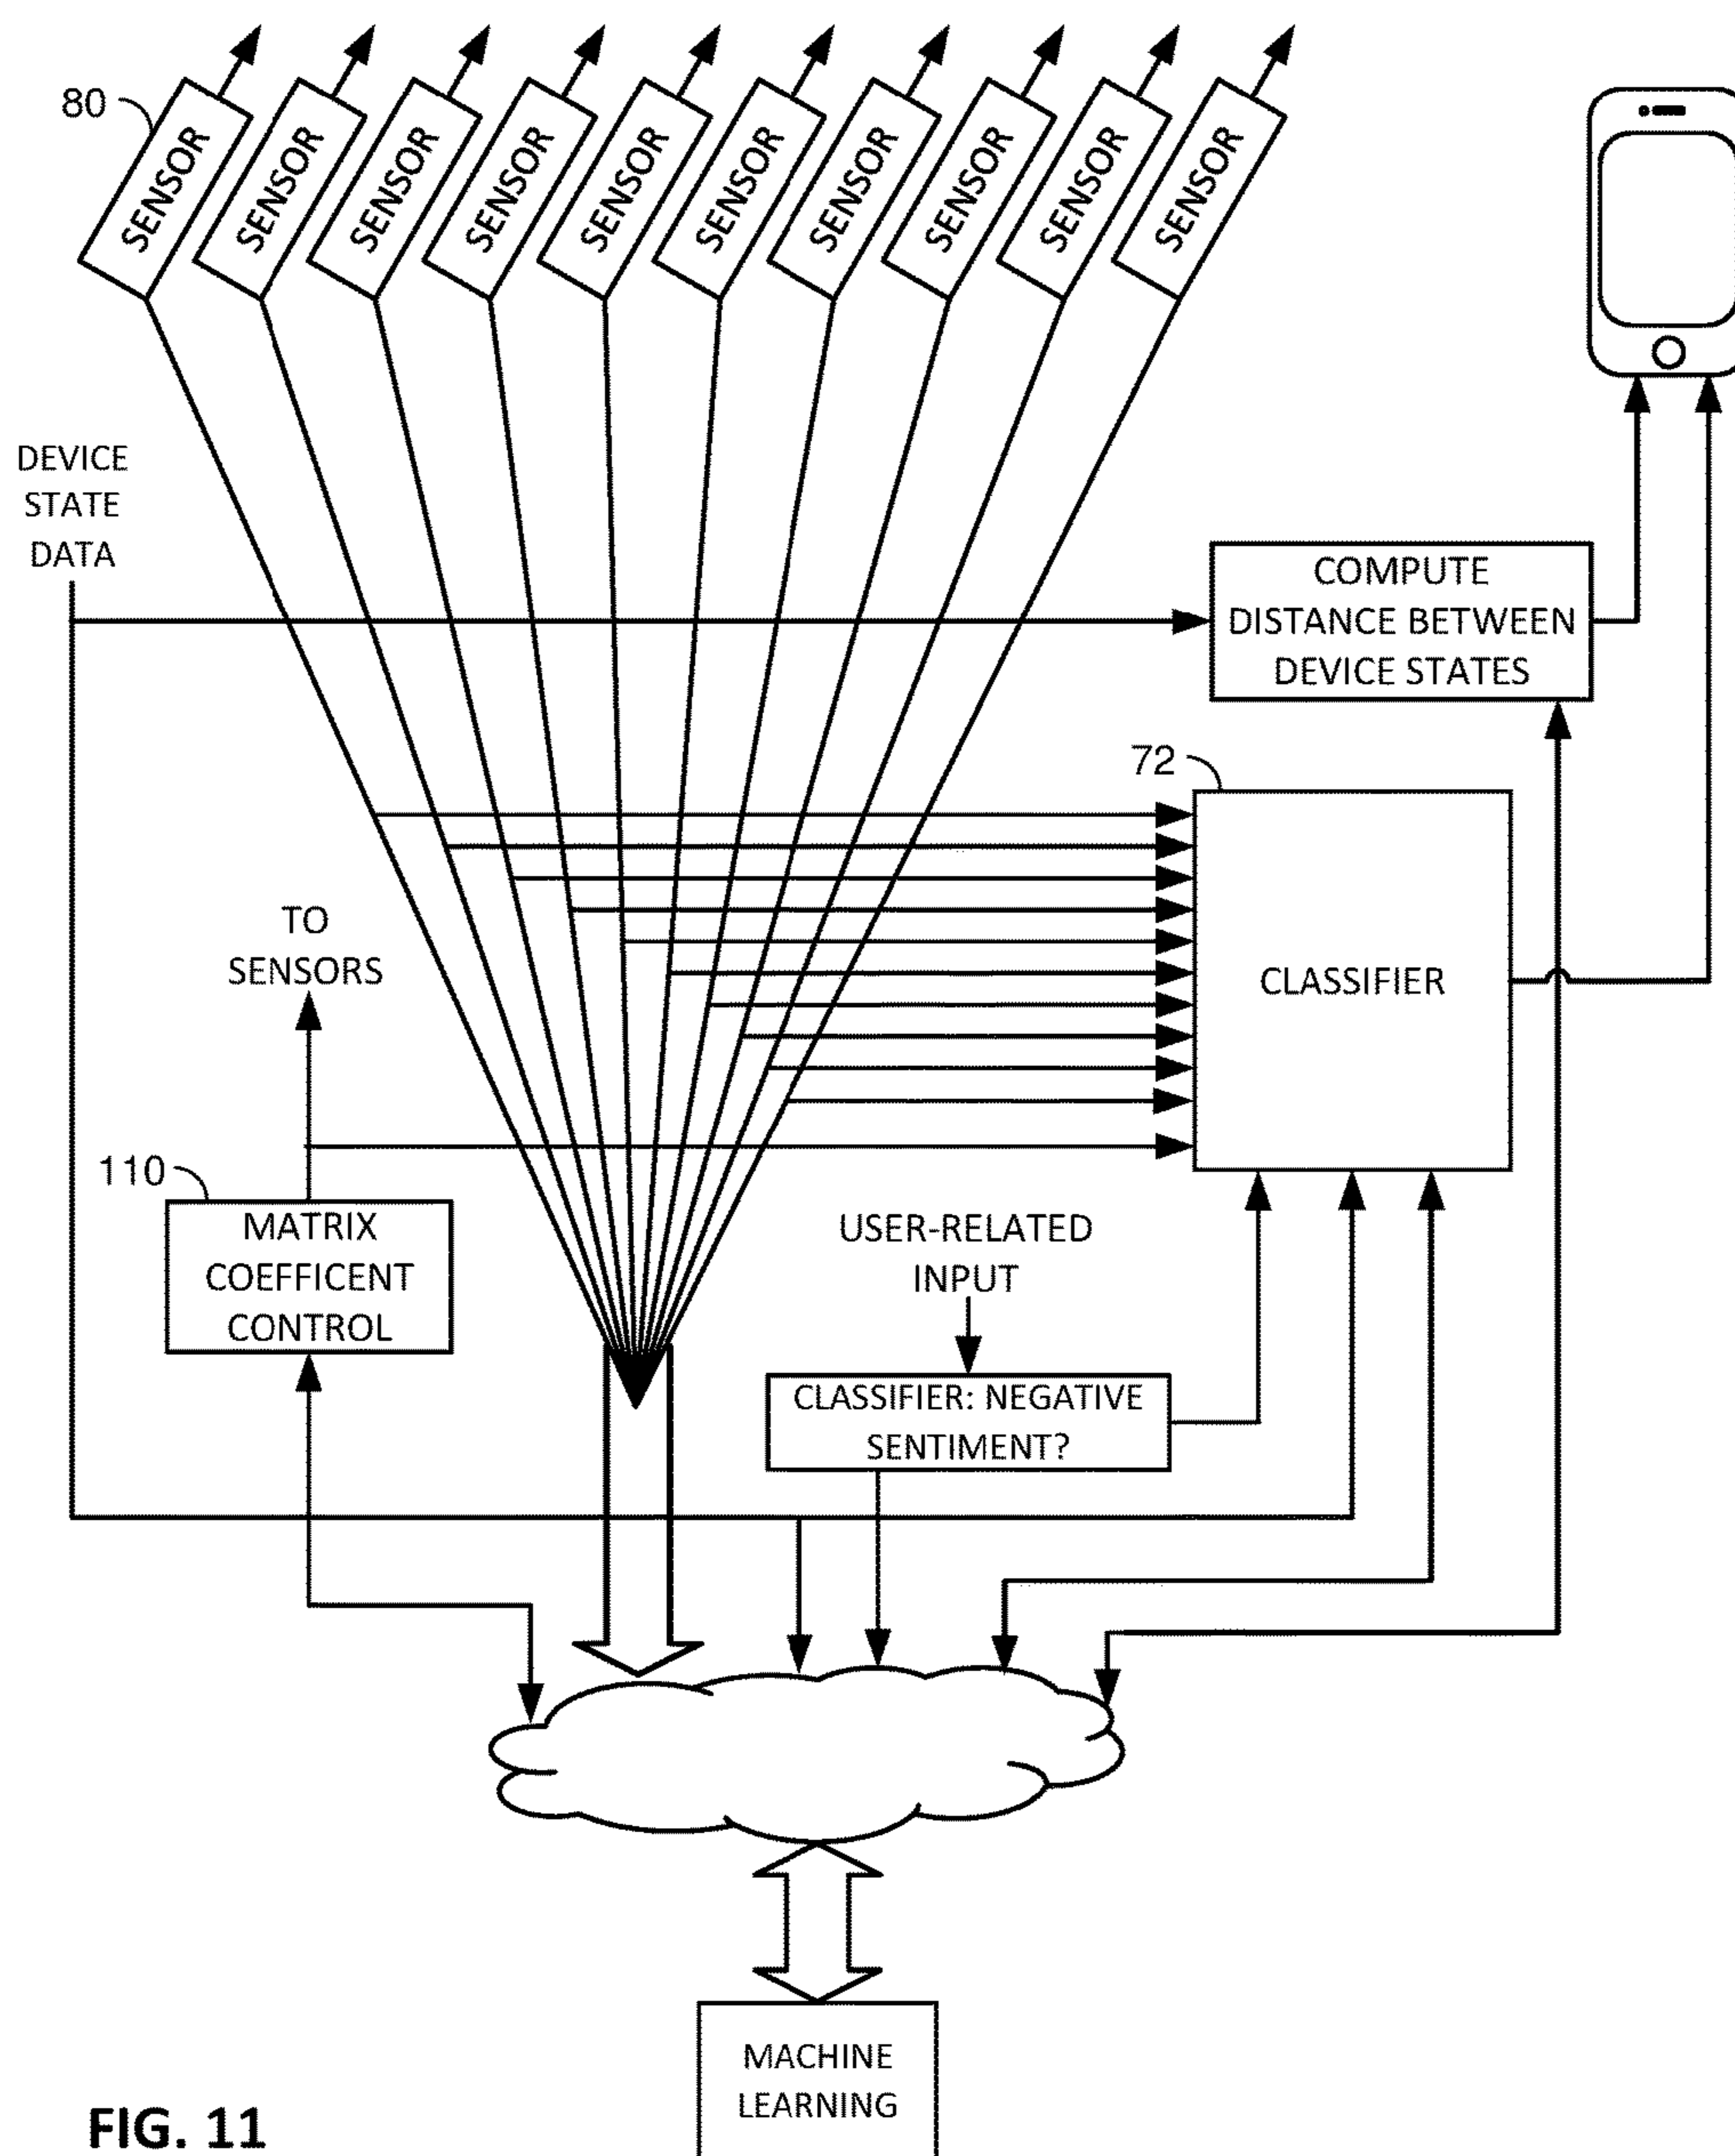 80
SENSOR
SENSOR
SENSOR
SENSOR
SENSOR
SENSOR
SENSOR
SENSOR
SENSOR
SENSOR
DEVICE
STATE
DATA
COMPUTE
DISTANCE BETWEEN
DEVICE STATES
72
TO
SENSORS
CLASSIFIER
110
MATRIX
COEFFICENT
CONTROL
USER-RELATED
INPUT
CLASSIFIER: NEGATIVE
SENTIMENT?
MACHINE
LEARNING
FIG. 11